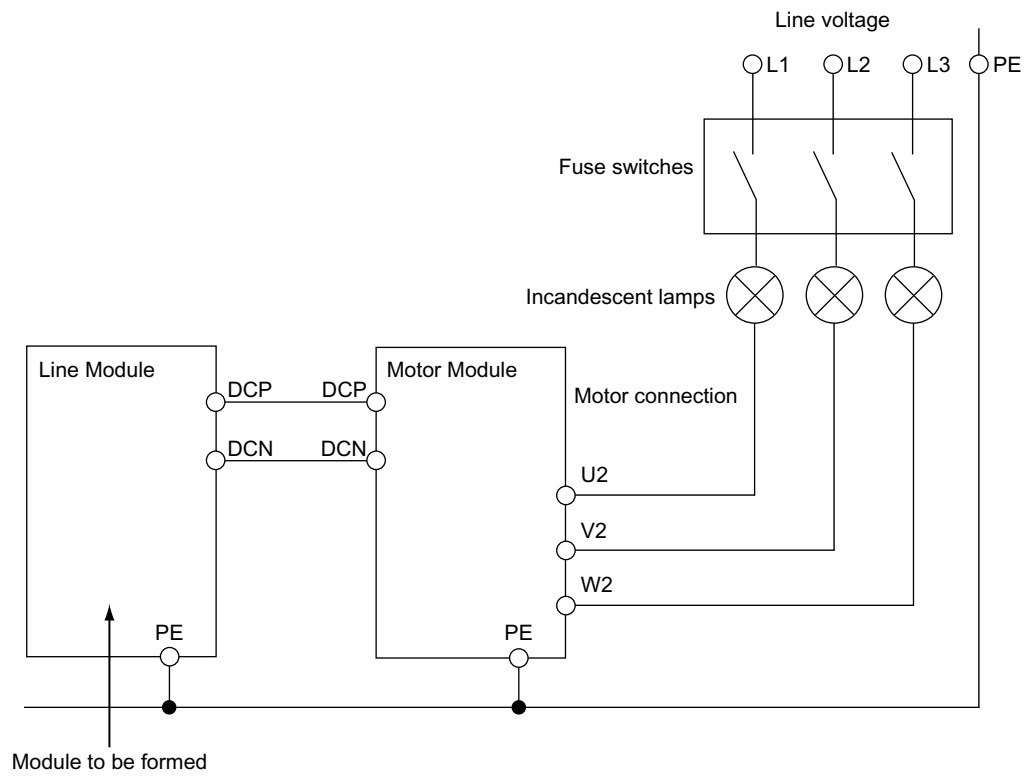 Line voltage
L1 L2 L3 PE
Fuse switches
Incandescent lamps
Line Module
Motor Module
DCP DCP
Motor connection
DCN DCN
U2
V2
W2
PE
PE
Module to be formed